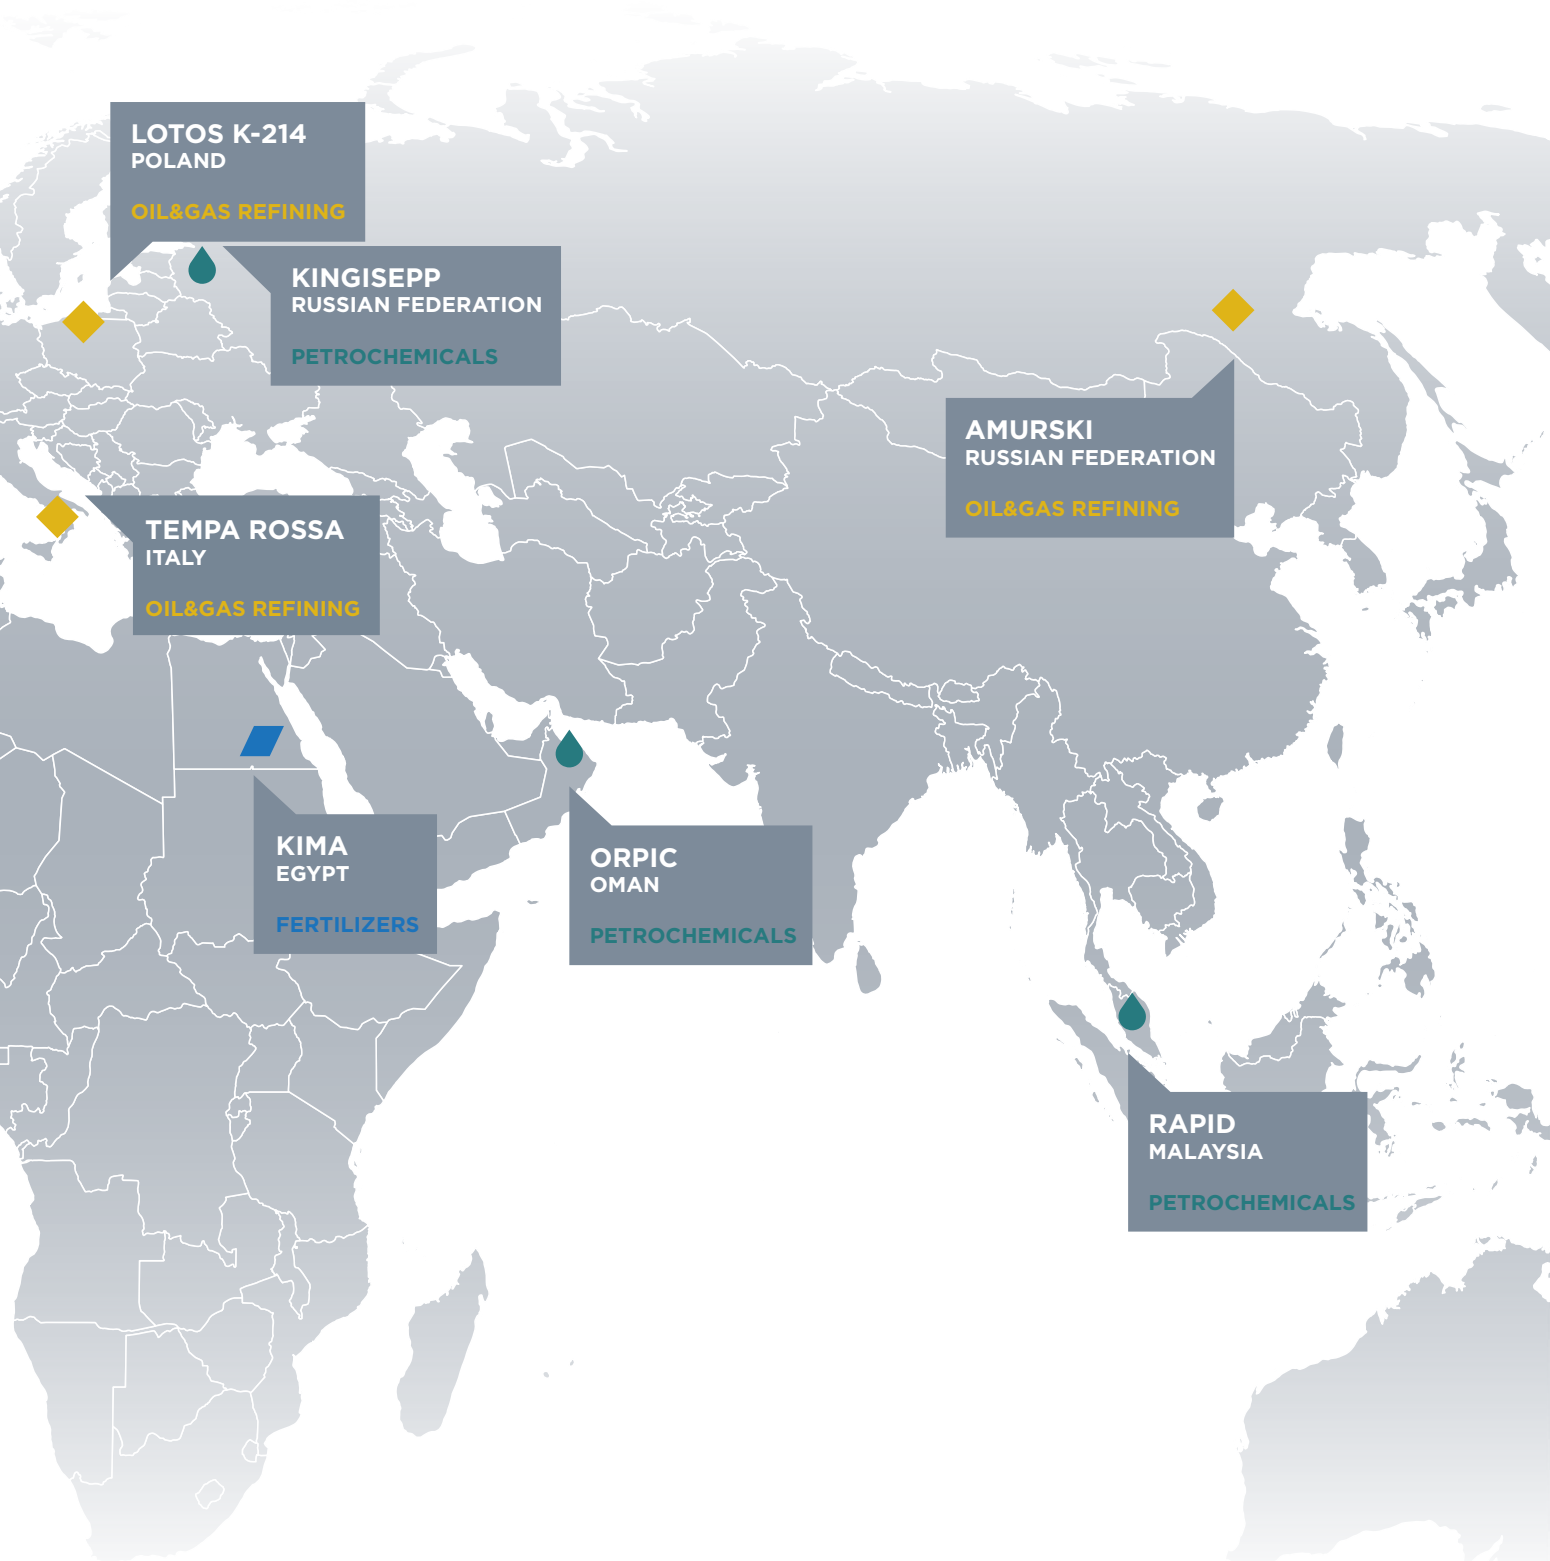 LOTOS K-214
POLAND
OIL&GAS REFINING
KINGISEPP
RUSSIAN FEDERATION
PETROCHEMICALS
AMURSKI
RUSSIAN FEDERATION
OIL&GAS REFINING
TEMPA ROSSA
ITALY
OIL&GAS REFINING
KIMA
EGYPT
FERTILIZERS
ORPIC
OMAN
PETROCHEMICALS
RAPID
MALAYSIA
PETROCHEMICALS